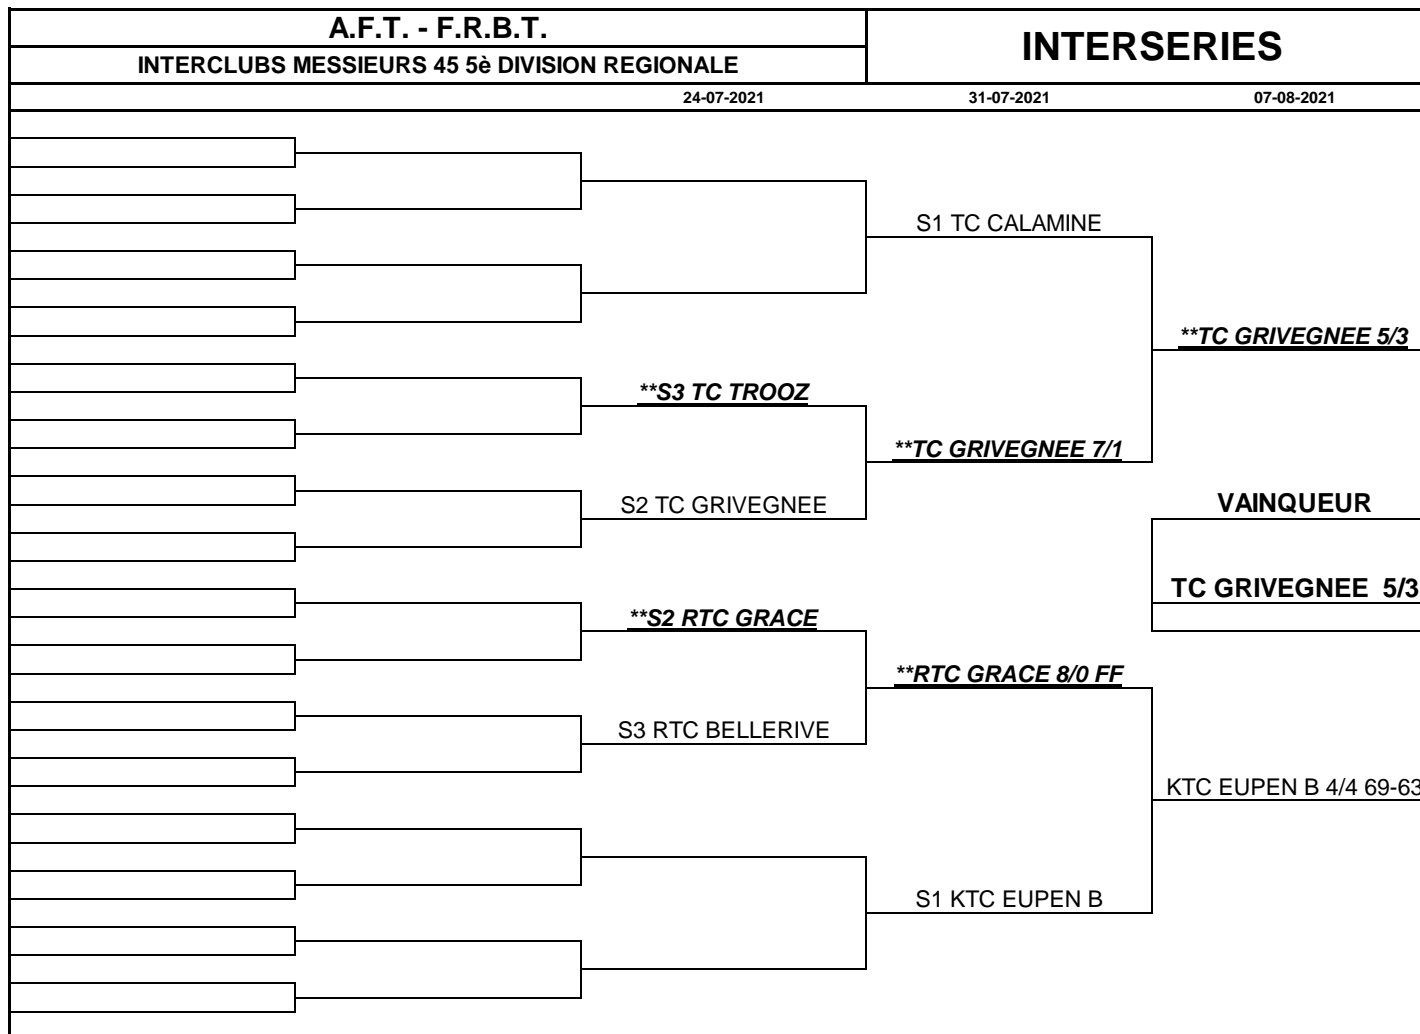 A.F.T. - F.R.B.T.
INTERCLUBS MESSIEURS 45 5è DIVISION REGIONALE
INTERSERIES
24-07-2021 31-07-2021 07-08-2021
S1 TC CALAMINE
**TC GRIVEGNEE 5/3
**S3 TC TROOZ
**TC GRIVEGNEE 7/1
S2 TC GRIVEGNEE
VAINQUEUR
TC GRIVEGNEE 5/3
**S2 RTC GRACE
**RTC GRACE 8/0 FF
S3 RTC BELLERIVE
KTC EUPEN B 4/4 69-63
S1 KTC EUPEN B